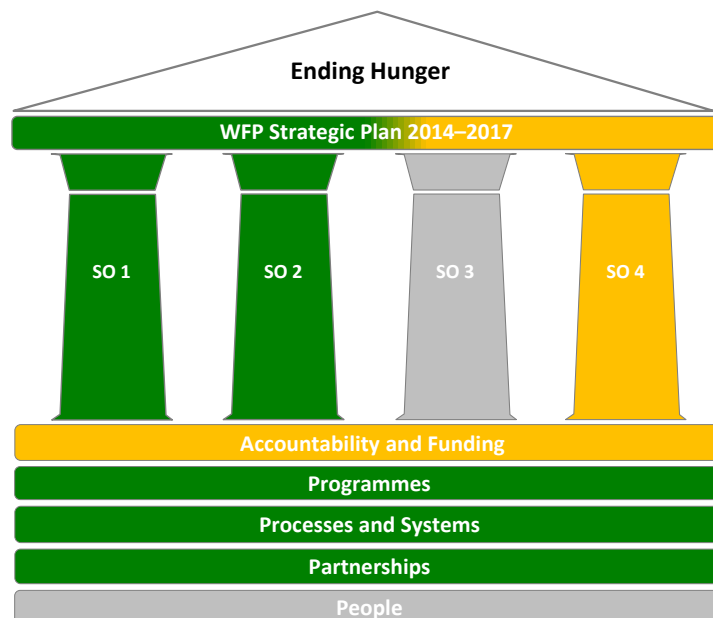 Ending Hunger
WFP Strategic Plan 2014–2017
SO 1
SO 2
SO 3
SO 4
Accountability and Funding
Programmes
Processes and Systems
Partnerships
People